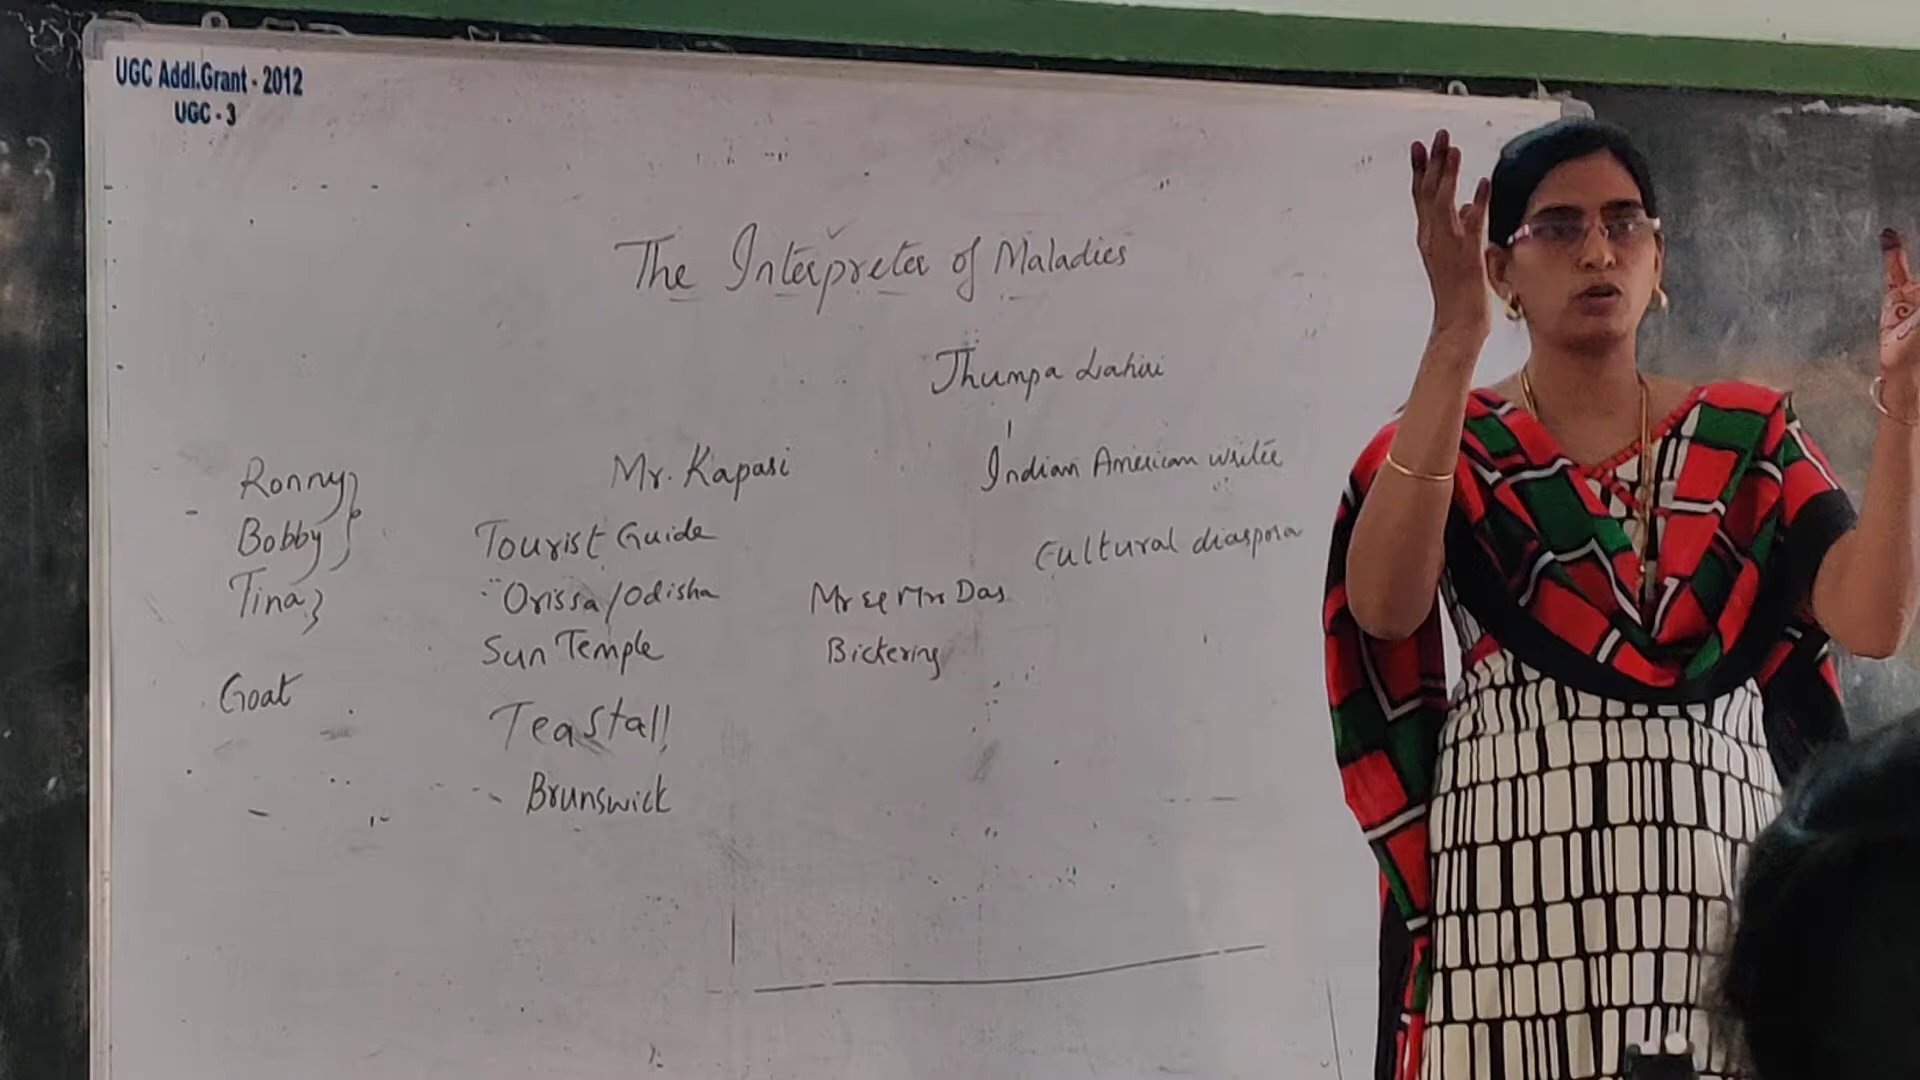 UGC Addl.Grant - 2012
UGC - 3
The Interpreter of Maladies
Jhumpa Lahiri
Indian American writer
Cultural diaspora
Mr. Kapasi
Tourist Guide
Orissa/Odisha
Sun Temple
Tea Stall
Brunswick
Mr & Mrs Das
Bickering
Ronny
Bobby
Tina
Goat